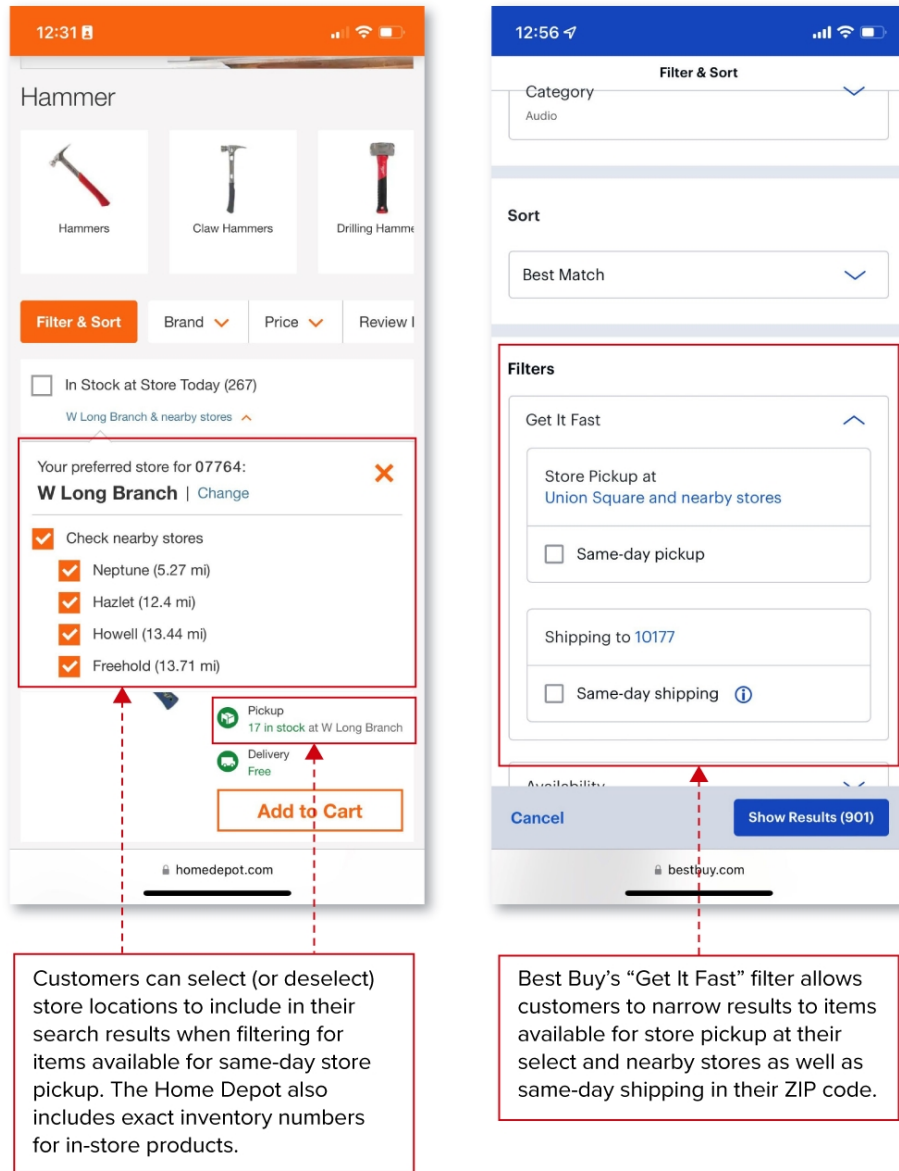 12:31
Hammer
Hammers
Claw Hammers
Drilling Hamme
Filter & Sort
Brand
Price
Review
In Stock at Store Today (267)
W Long Branch & nearby stores
Your preferred store for 07764:
W Long Branch | Change
Check nearby stores
Neptune (5.27 mi)
Hazlet (12.4 mi)
Howell (13.44 mi)
Freehold (13.71 mi)
Pickup
17 in stock at W Long Branch
Delivery
Free
Add to Cart
homedepot.com
Customers can select (or deselect)
store locations to include in their
search results when filtering for
items available for same-day store
pickup. The Home Depot also
includes exact inventory numbers
for in-store products.
12:56
Filter & Sort
Category
Audio
Sort
Best Match
Filters
Get It Fast
Store Pickup at
Union Square and nearby stores
Same-day pickup
Shipping to 10177
Same-day shipping
Availability
Cancel
Show Results (901)
bestbuy.com
Best Buy’s “Get It Fast” filter allows
customers to narrow results to items
available for store pickup at their
select and nearby stores as well as
same-day shipping in their ZIP code.